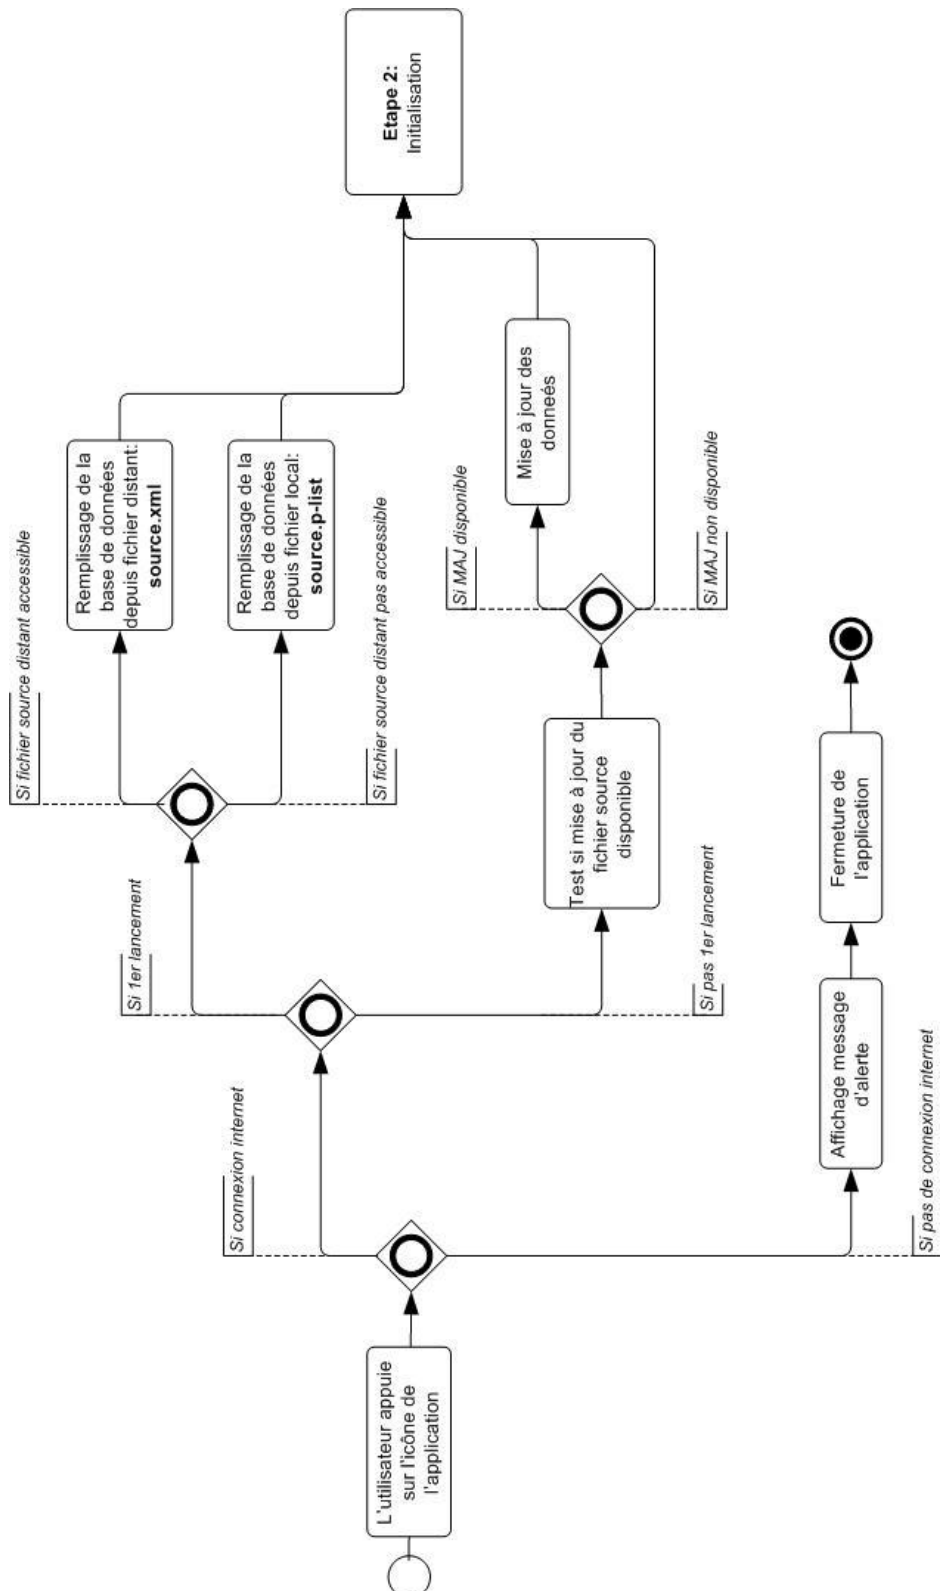 L'utilisateur appuie
sur l'icône de
l'application
Si connexion internet
Si pas de connexion internet
Si 1er lancement
Si pas 1er lancement
Affichage message
d'alerte
Fermeture de
l'application
Si fichier source distant accessible
Si fichier source distant pas accessible
Test si mise à jour du
fichier source
disponible
Remplissage de la
base de données
depuis fichier distant:
source.xml
Remplissage de la
base de données
depuis fichier local:
source.p-list
Si MAJ disponible
Si MAJ non disponible
Mise à jour des
donneés
Etape 2:
Initialisation